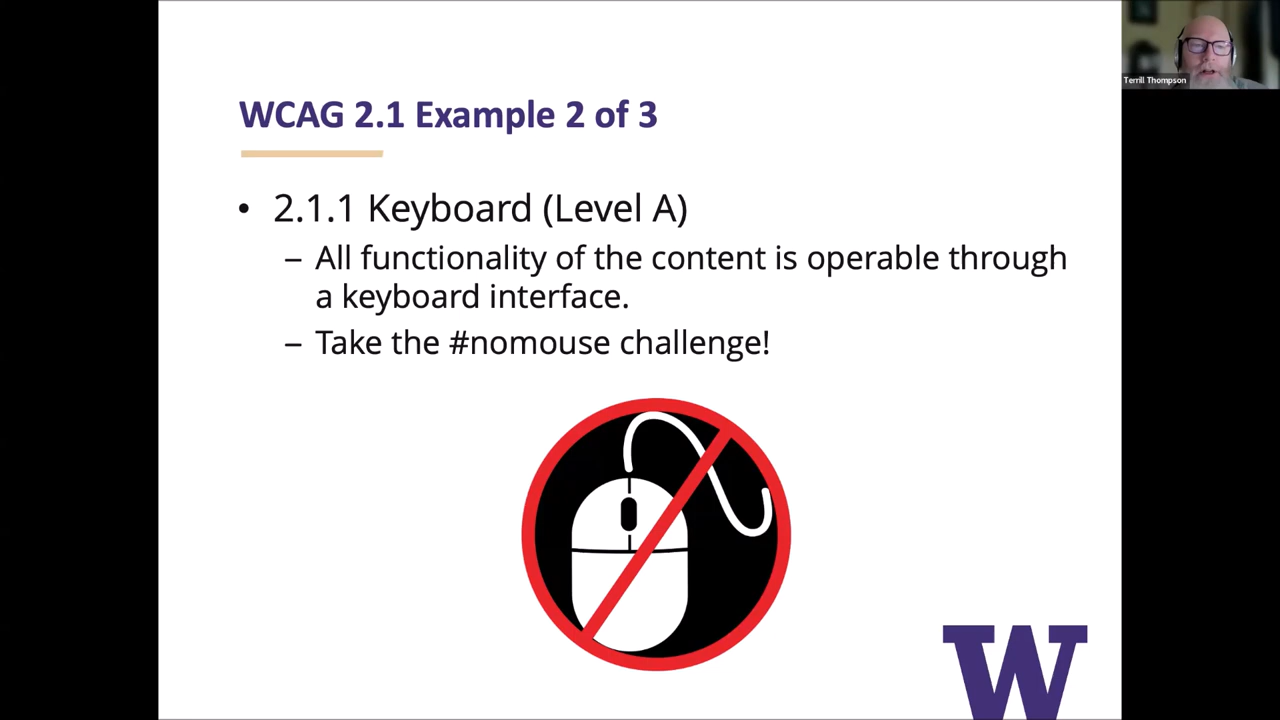 WCAG 2.1 Example 2 of 3
• 2.1.1 Keyboard (Level A)
– All functionality of the content is operable through
a keyboard interface.
– Take the #nomouse challenge!
W
Terrill Thompson